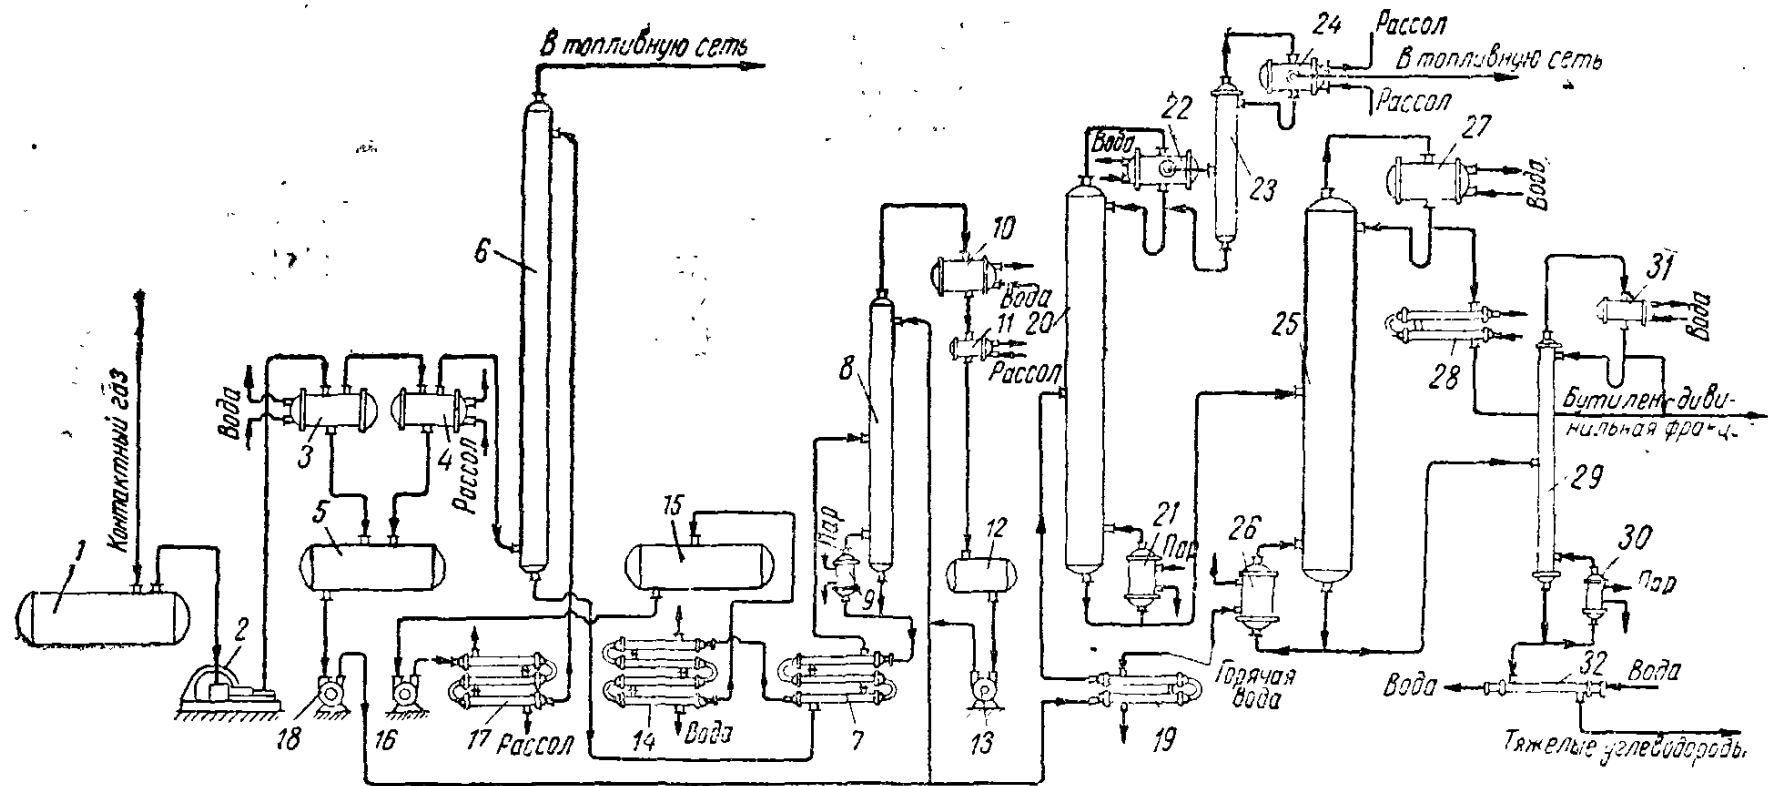 В топливную сеть
Рассол
24
В топливную сеть
Рассол
22
Вода
23
27
Вода
6
10
Вода
20
11
Рассол
8
25
31
Вода
28
Контактный газ
Вода
3
4
Рассол
Бутилен-диви-
нильная фракц.
29
1
5
15
Пар
9
12
21
Пар
26
30
Пар
2
18
16
17
Рассол
14
Вода
7
13
19
Горячая
вода
Вода
32
Вода
Тяжелые углеводороды